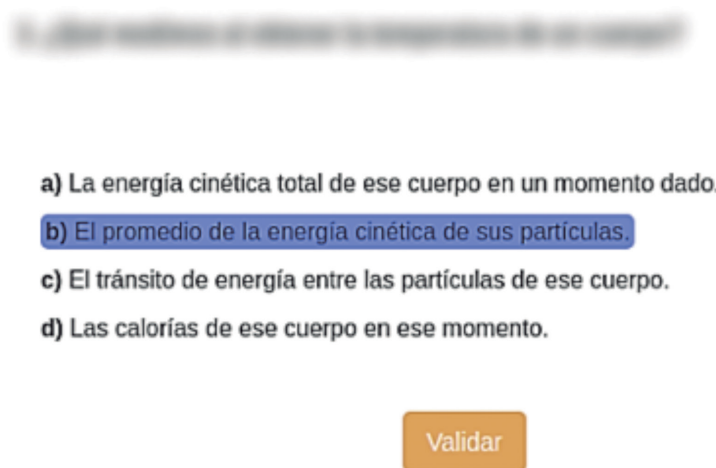 a) La energía cinética total de ese cuerpo en un momento dado.
b) El promedio de la energía cinética de sus partículas.
c) El tránsito de energía entre las partículas de ese cuerpo.
d) Las calorías de ese cuerpo en ese momento.
Validar